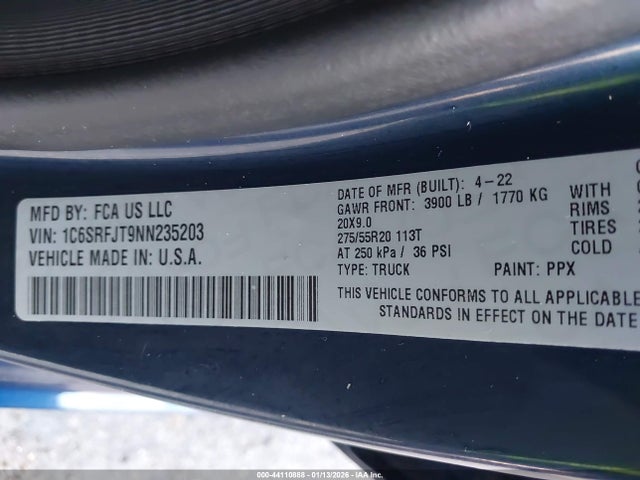 MFD BY: FCA US LLC
VIN: 1C6SRFJT9NN235203
VEHICLE MADE IN: U.S.A.
DATE OF MFR (BUILT): 4-22
GAWR FRONT: 3900 LB / 1770 KG WITH
20X9.0 RIMS
275/55R20 113T TIRES
AT 250 kPa / 36 PSI COLD
TYPE: TRUCK PAINT: PPX
THIS VEHICLE CONFORMS TO ALL APPLICABLE
STANDARDS IN EFFECT ON THE DATE
000-44110888 - 01/13/2026 - IAA Inc.